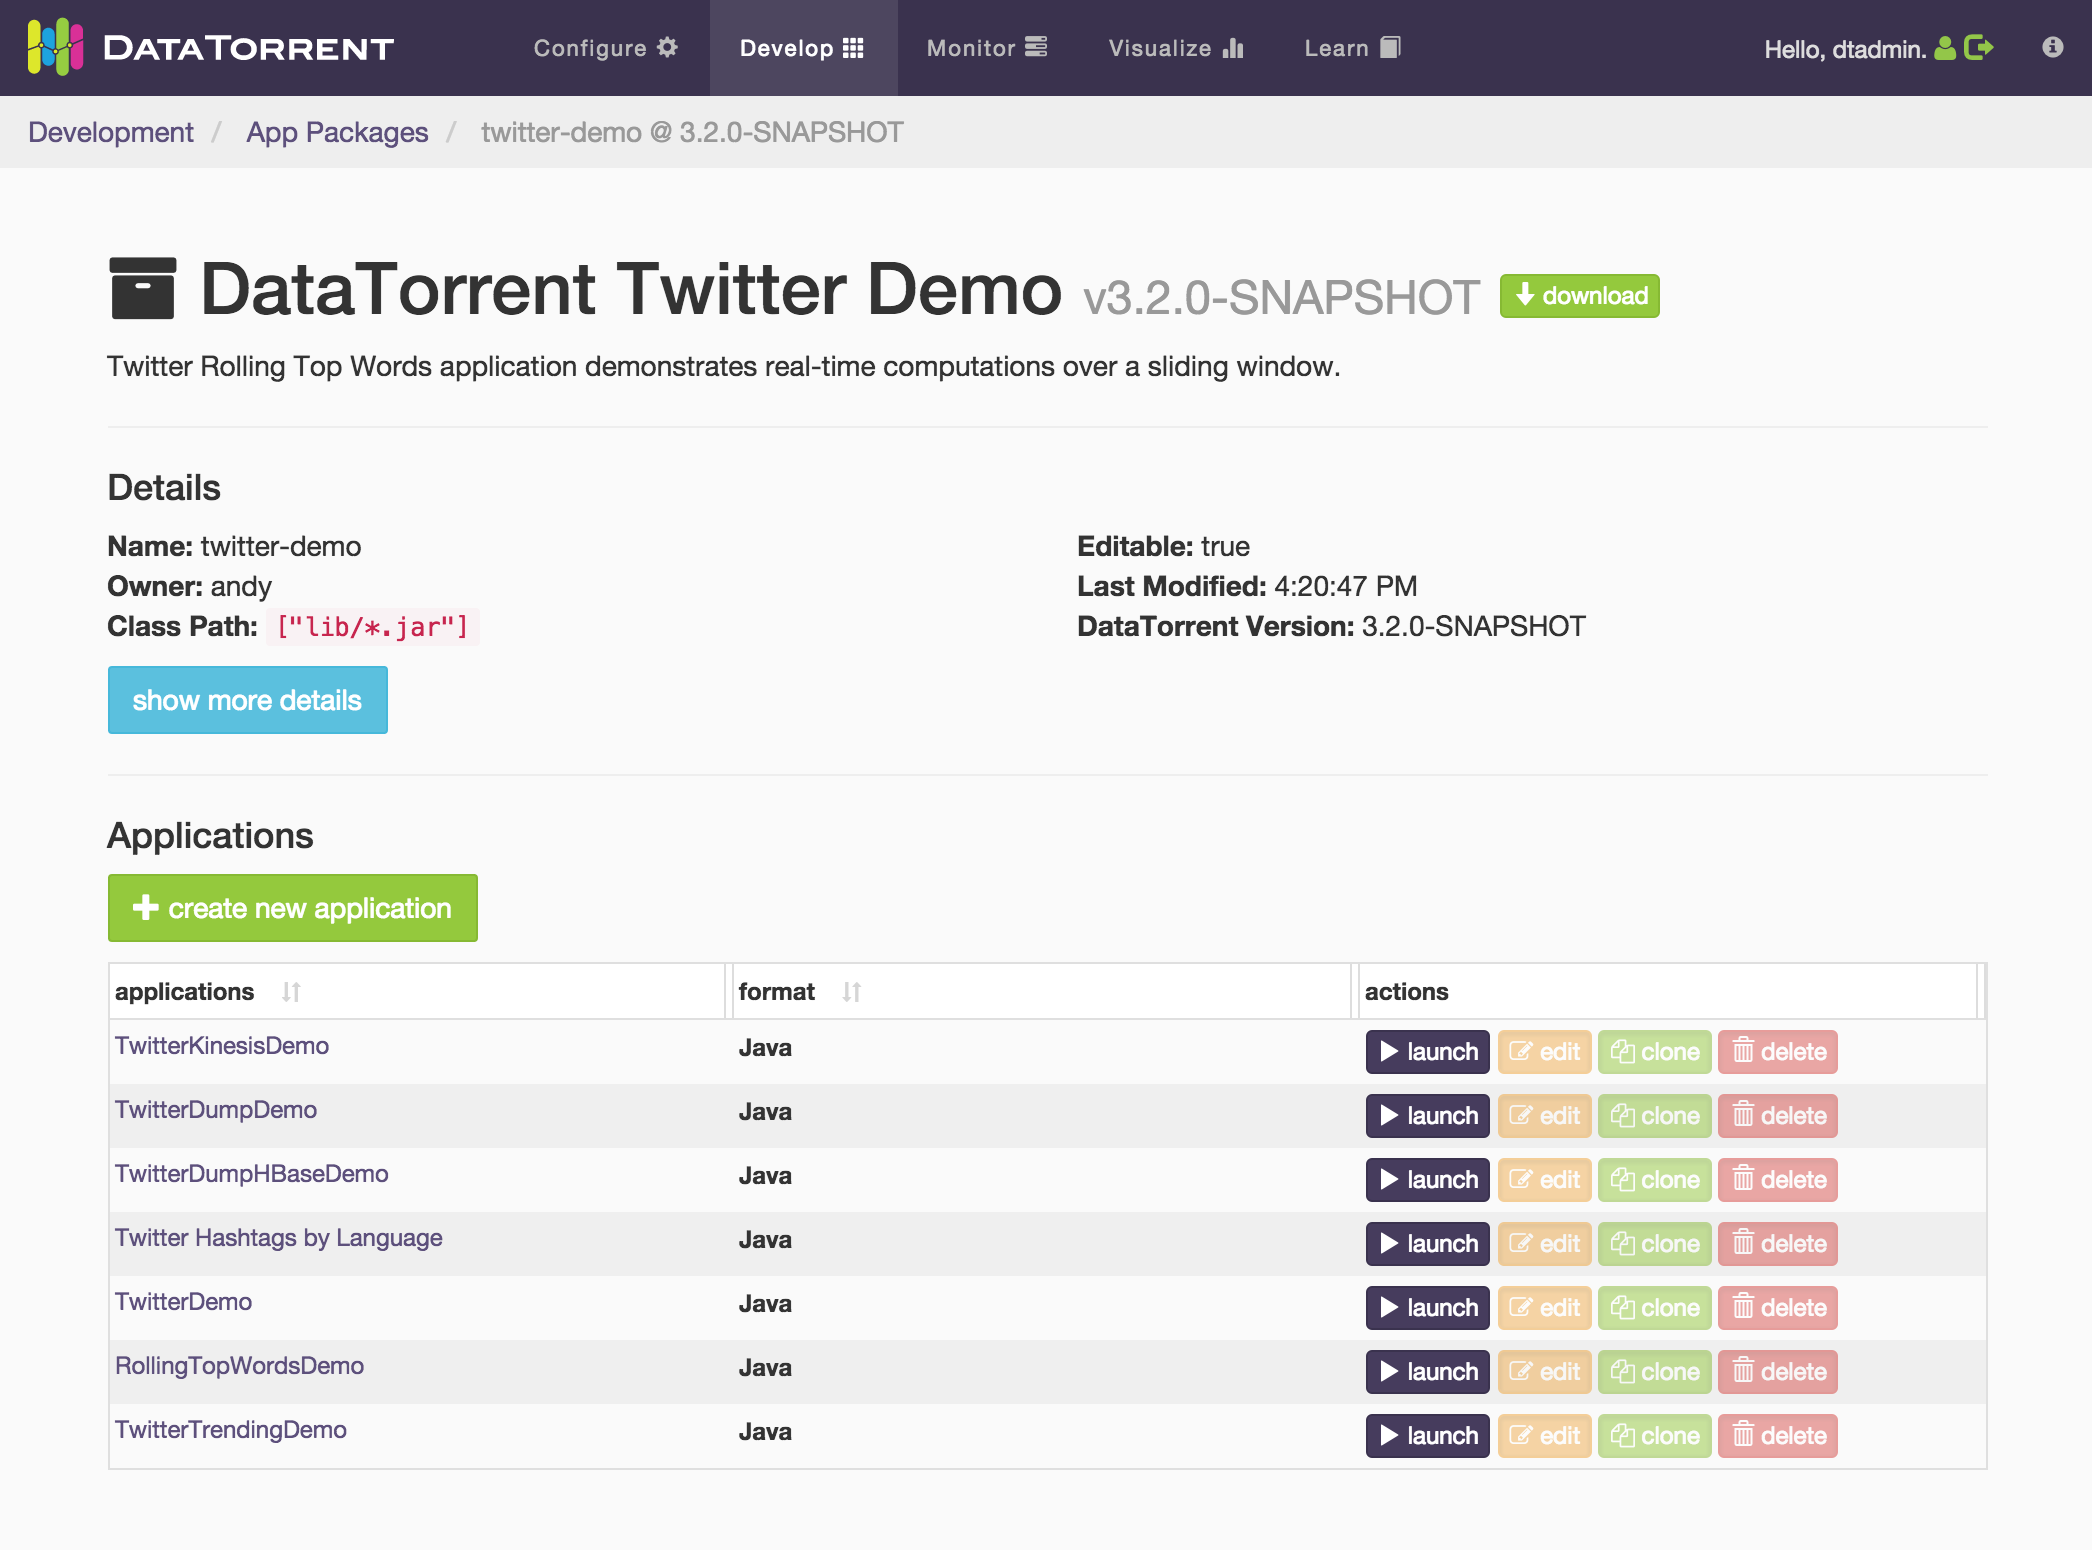 DATATORRENT Configure Develop Monitor Visualize Learn Hello, dtadmin.
Development / App Packages / twitter-demo @ 3.2.0-SNAPSHOT
DataTorrent Twitter Demo v3.2.0-SNAPSHOT download
Twitter Rolling Top Words application demonstrates real-time computations over a sliding window.
Details
Name: twitter-demo
Owner: andy
Class Path: ["lib/*.jar"]
Editable: true
Last Modified: 4:20:47 PM
DataTorrent Version: 3.2.0-SNAPSHOT
show more details
Applications
create new application
applications format actions
TwitterKinesisDemo Java launch edit clone delete
TwitterDumpDemo Java launch edit clone delete
TwitterDumpHBaseDemo Java launch edit clone delete
Twitter Hashtags by Language Java launch edit clone delete
TwitterDemo Java launch edit clone delete
RollingTopWordsDemo Java launch edit clone delete
TwitterTrendingDemo Java launch edit clone delete